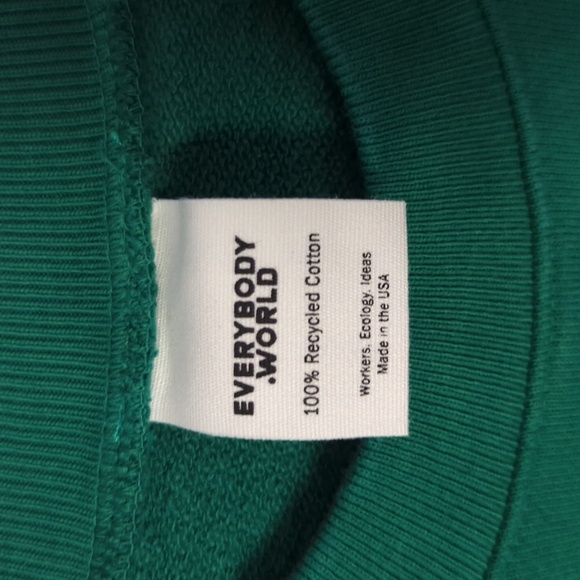 EVERYBODY
.WORLD
100% Recycled Cotton
Workers. Ecology. Ideas
Made in the USA